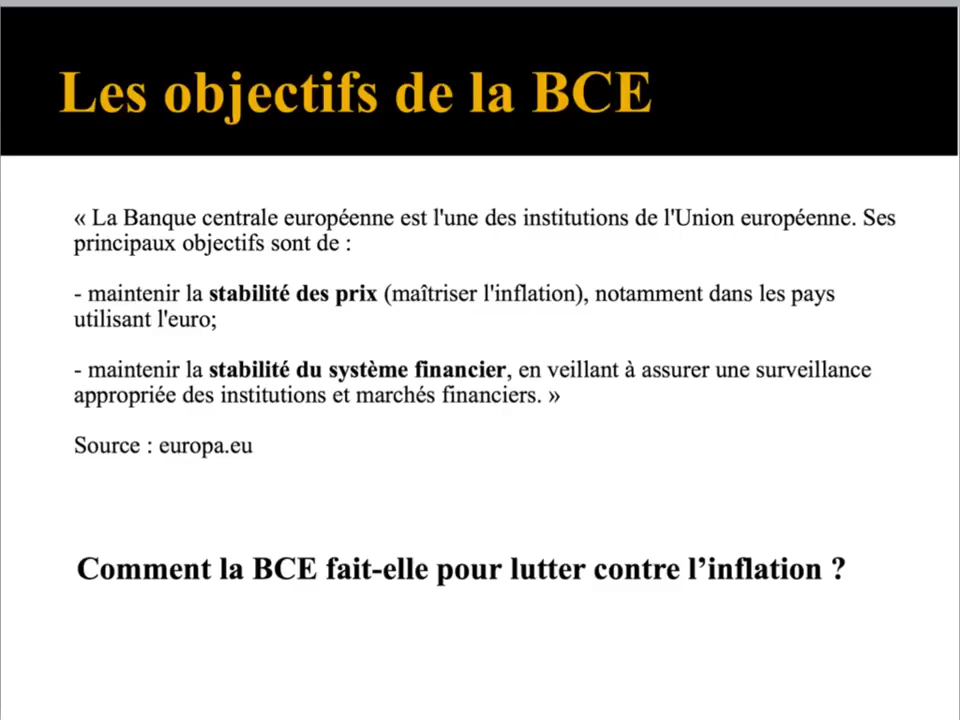 Les objectifs de la BCE
« La Banque centrale européenne est l'une des institutions de l'Union européenne. Ses
principaux objectifs sont de :
- maintenir la stabilité des prix (maîtriser l'inflation), notamment dans les pays
utilisant l'euro;
- maintenir la stabilité du système financier, en veillant à assurer une surveillance
appropriée des institutions et marchés financiers. »
Source : europa.eu
Comment la BCE fait-elle pour lutter contre l’inflation ?